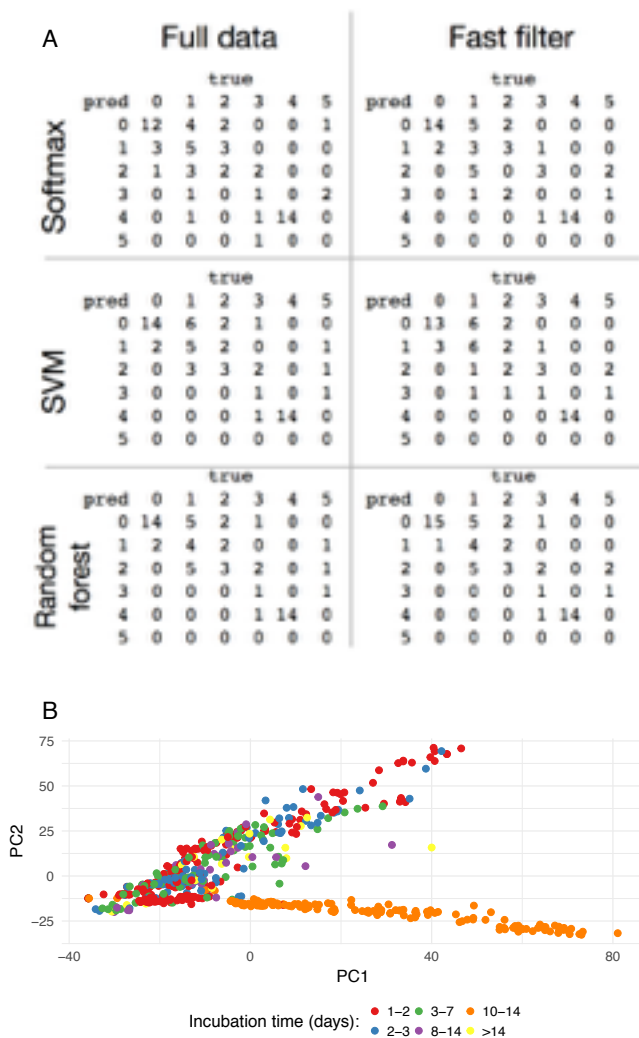 A Full data Fast filter
true true
pred 0 1 2 3 4 5 pred 0 1 2 3 4 5
0 12 4 2 0 0 1 0 14 5 2 0 0 0
1 3 5 3 0 0 0 1 2 3 3 1 0 0
2 1 3 2 2 0 0 2 0 5 0 3 0 2
3 0 1 0 1 0 2 3 0 1 2 0 0 1
4 0 1 0 1 14 0 4 0 0 0 1 14 0
5 0 0 0 1 0 0 5 0 0 0 0 0 0
Softmax
true true
pred 0 1 2 3 4 5 pred 0 1 2 3 4 5
0 14 6 2 1 0 0 0 13 6 2 0 0 0
1 2 5 2 0 0 1 1 3 6 2 1 0 0
2 0 3 3 2 0 1 2 0 1 2 3 0 2
3 0 0 0 1 0 1 3 0 1 1 1 0 1
4 0 0 0 1 14 0 4 0 0 0 0 14 0
5 0 0 0 0 0 0 5 0 0 0 0 0 0
SVM
true true
pred 0 1 2 3 4 5 pred 0 1 2 3 4 5
0 14 5 2 1 0 0 0 15 5 2 1 0 0
1 2 4 2 0 0 1 1 1 4 2 0 0 0
2 0 5 3 2 0 1 2 0 5 3 2 0 2
3 0 0 0 1 0 1 3 0 0 0 1 0 1
4 0 0 0 1 14 0 4 0 0 0 1 14 0
5 0 0 0 0 0 0 5 0 0 0 0 0 0
Random
forest
B
75
50
25
0
−25
PC2
−40 0 40 80
PC1
Incubation time (days): 1−2 3−7 10−14
2−3 8−14 >14